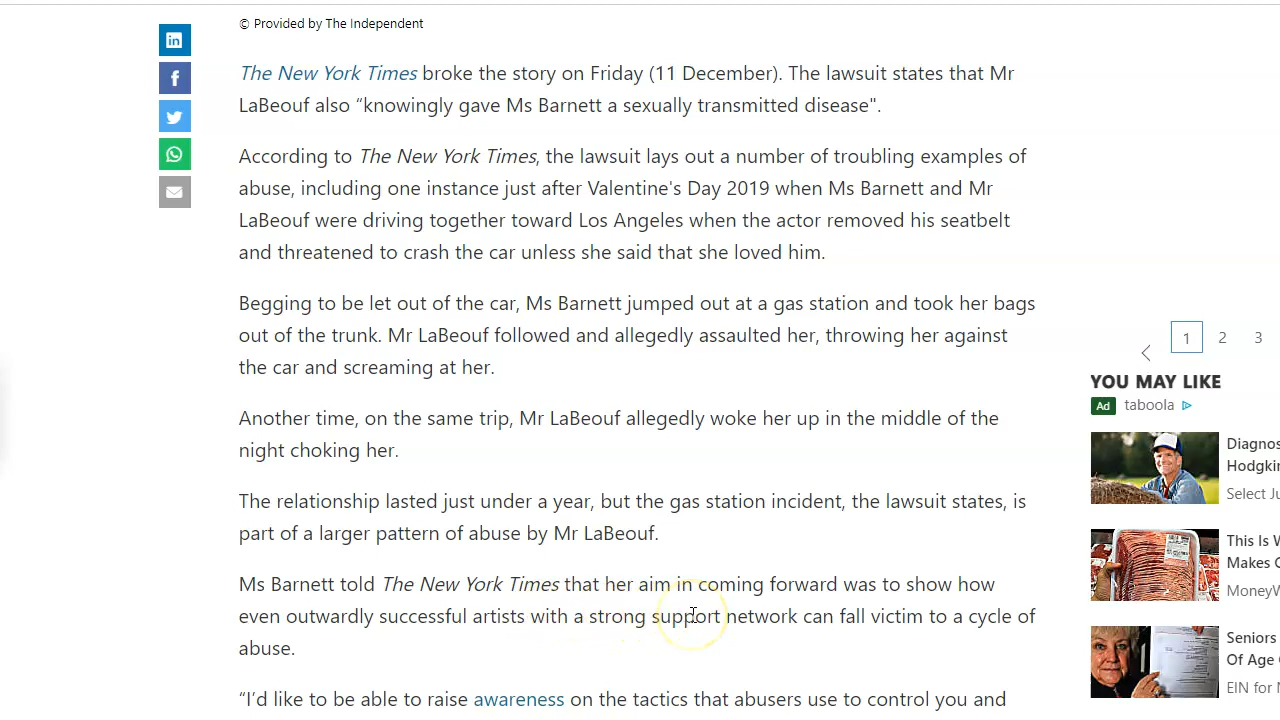 © Provided by The Independent
The New York Times broke the story on Friday (11 December). The lawsuit states that Mr
LaBeouf also “knowingly gave Ms Barnett a sexually transmitted disease".
According to The New York Times, the lawsuit lays out a number of troubling examples of
abuse, including one instance just after Valentine's Day 2019 when Ms Barnett and Mr
LaBeouf were driving together toward Los Angeles when the actor removed his seatbelt
and threatened to crash the car unless she said that she loved him.
Begging to be let out of the car, Ms Barnett jumped out at a gas station and took her bags
out of the trunk. Mr LaBeouf followed and allegedly assaulted her, throwing her against
the car and screaming at her.
Another time, on the same trip, Mr LaBeouf allegedly woke her up in the middle of the
night choking her.
The relationship lasted just under a year, but the gas station incident, the lawsuit states, is
part of a larger pattern of abuse by Mr LaBeouf.
Ms Barnett told The New York Times that her aim in coming forward was to show how
even outwardly successful artists with a strong support network can fall victim to a cycle of
abuse.
“I’d like to be able to raise awareness on the tactics that abusers use to control you and
1 2 3
YOU MAY LIKE
Ad taboola
Diagnos
Hodgkin
Select Ju
This Is W
Makes C
MoneyW
Seniors
Of Age
EIN for